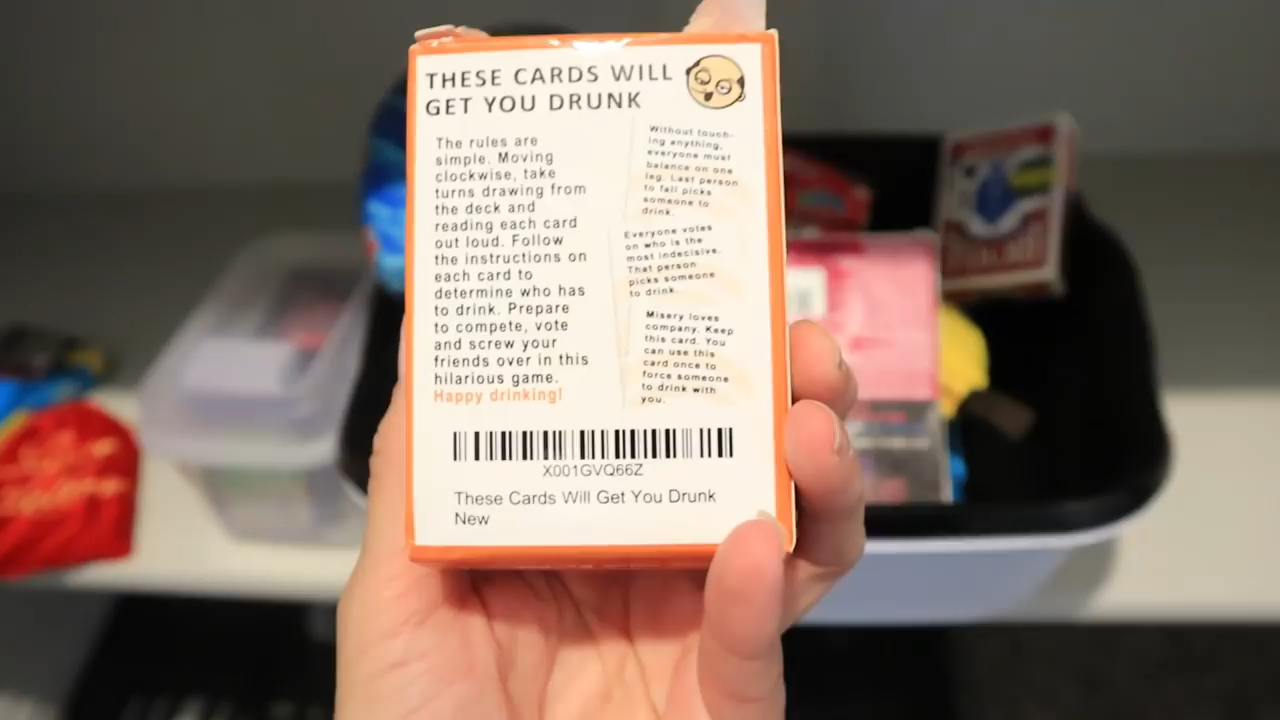 THESE CARDS WILL
GET YOU DRUNK
The rules are
simple. Moving
clockwise, take
turns drawing from
the deck and
reading each card
out loud. Follow
the instructions on
each card to
determine who has
to drink. Prepare
to compete, vote
and screw your
friends over in this
hilarious game.
Happy drinking!
Without touch-
ing anything,
everyone must
balance on one
leg. Last person
to fall picks
someone to
drink.
Everyone votes
on who is the
most indecisive.
That person
picks someone
to drink.
Misery loves
company. Keep
this card. You
can use this
card once to
force someone
to drink with
you.
X001GVQ66Z
These Cards Will Get You Drunk
New